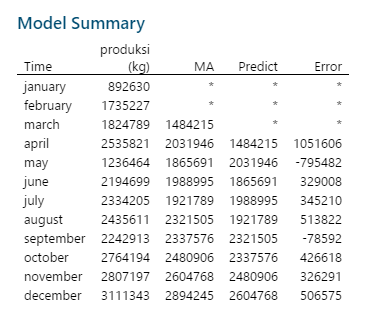 Model Summary
produksi
Time (kg) MA Predict Error
january 892630 * * *
february 1735227 * * *
march 1824789 1484215 * *
april 2535821 2031946 1484215 1051606
may 1236464 1865691 2031946 -795482
june 2194699 1988995 1865691 329008
july 2334205 1921789 1988995 345210
august 2435611 2321505 1921789 513822
september 2242913 2337576 2321505 -78592
october 2764194 2480906 2337576 426618
november 2807197 2604768 2480906 326291
december 3111343 2894245 2604768 506575